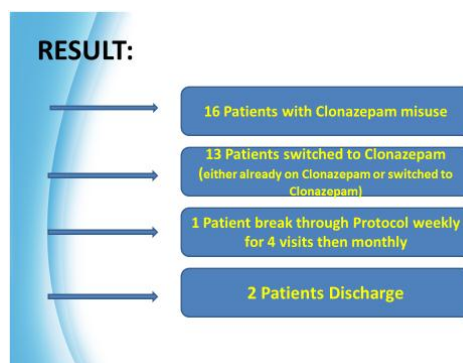 RESULT:
16 Patients with Clonazepam misuse
13 Patients switched to Clonazepam
(either already on Clonazepam or switched to
Clonazepam)
1 Patient break through Protocol weekly
for 4 visits then monthly
2 Patients Discharge